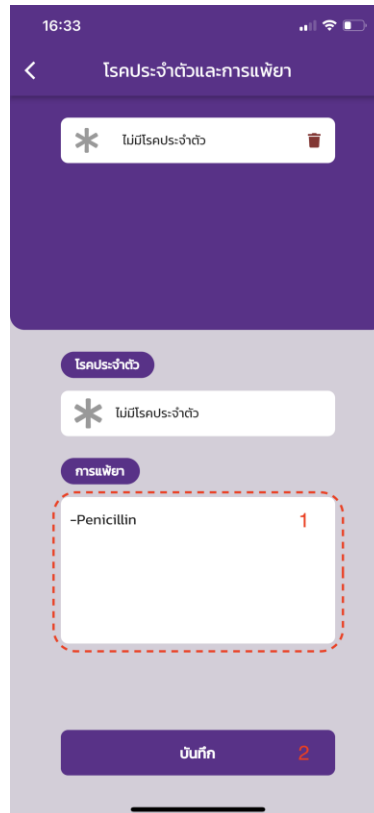 16:33
โรคประจำตัวและการแพ้ยา
ไม่มีโรคประจำตัว
โรคประจำตัว
ไม่มีโรคประจำตัว
การแพ้ยา
-Penicillin 1
บันทึก 2